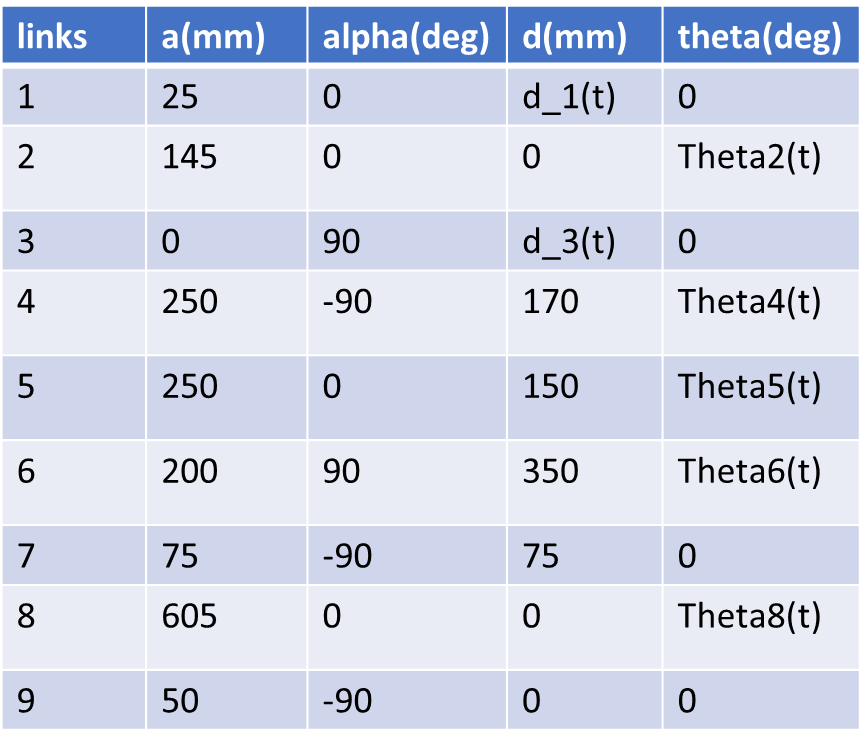 links a(mm) alpha(deg) d(mm) theta(deg)
1 25 0 d_1(t) 0
2 145 0 0 Theta2(t)
3 0 90 d_3(t) 0
4 250 -90 170 Theta4(t)
5 250 0 150 Theta5(t)
6 200 90 350 Theta6(t)
7 75 -90 75 0
8 605 0 0 Theta8(t)
9 50 -90 0 0